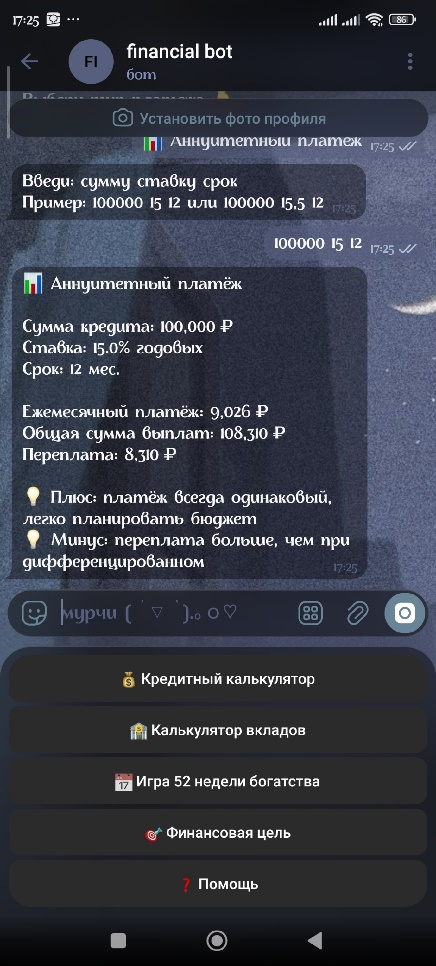 17:25 ... 86
FI
financial bot
бот
Установить фото профиля
Аннуитетный платёж 17:25
Введи: сумму ставку срок
Пример: 100000 15 12 или 100000 15,5 12 17:25
100000 15 12 17:25
Аннуитетный платёж
Сумма кредита: 100,000 ₽
Ставка: 15.0% годовых
Срок: 12 мес.
Ежемесячный платёж: 9,026 ₽
Общая сумма выплат: 108,310 ₽
Переплата: 8,310 ₽
Плюс: платёж всегда одинаковый,
легко планировать бюджет
Минус: переплата больше, чем при
дифференцированном 17:25
мурчи
Кредитный калькулятор
Калькулятор вкладов
17 Игра 52 недели богатства
Финансовая цель
Помощь